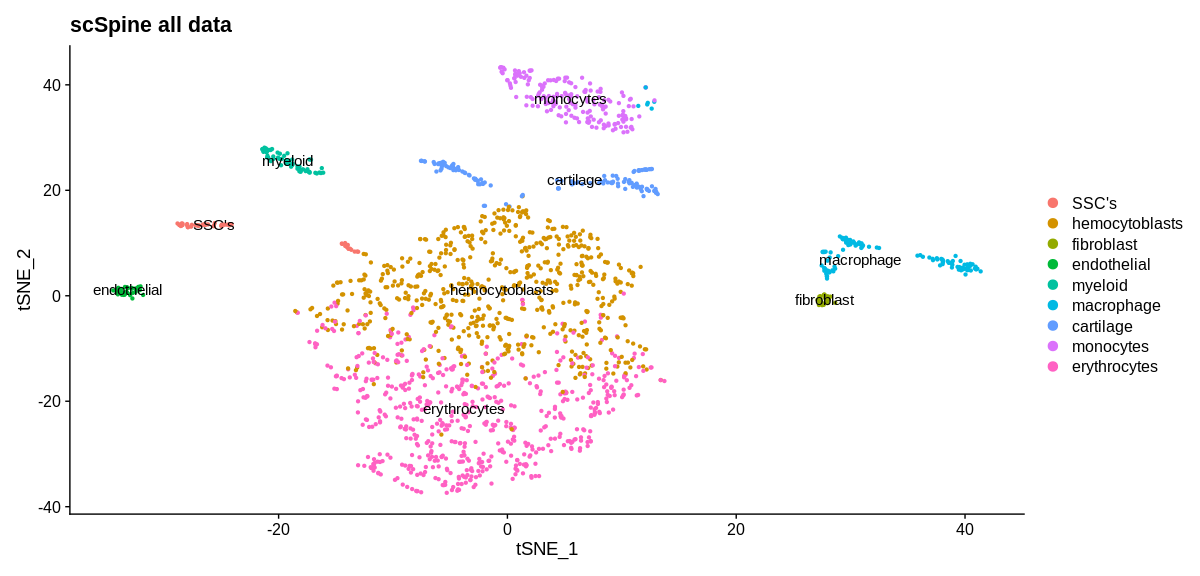 scSpine all data
tSNE_2
40
20
0
-20
-40
monocytes
myeloid
cartilage
SSC's
macrophage
endothelial
hemocytoblasts
fibroblast
erythrocytes
-20
0
20
40
tSNE_1
SSC's
hemocytoblasts
fibroblast
endothelial
myeloid
macrophage
cartilage
monocytes
erythrocytes